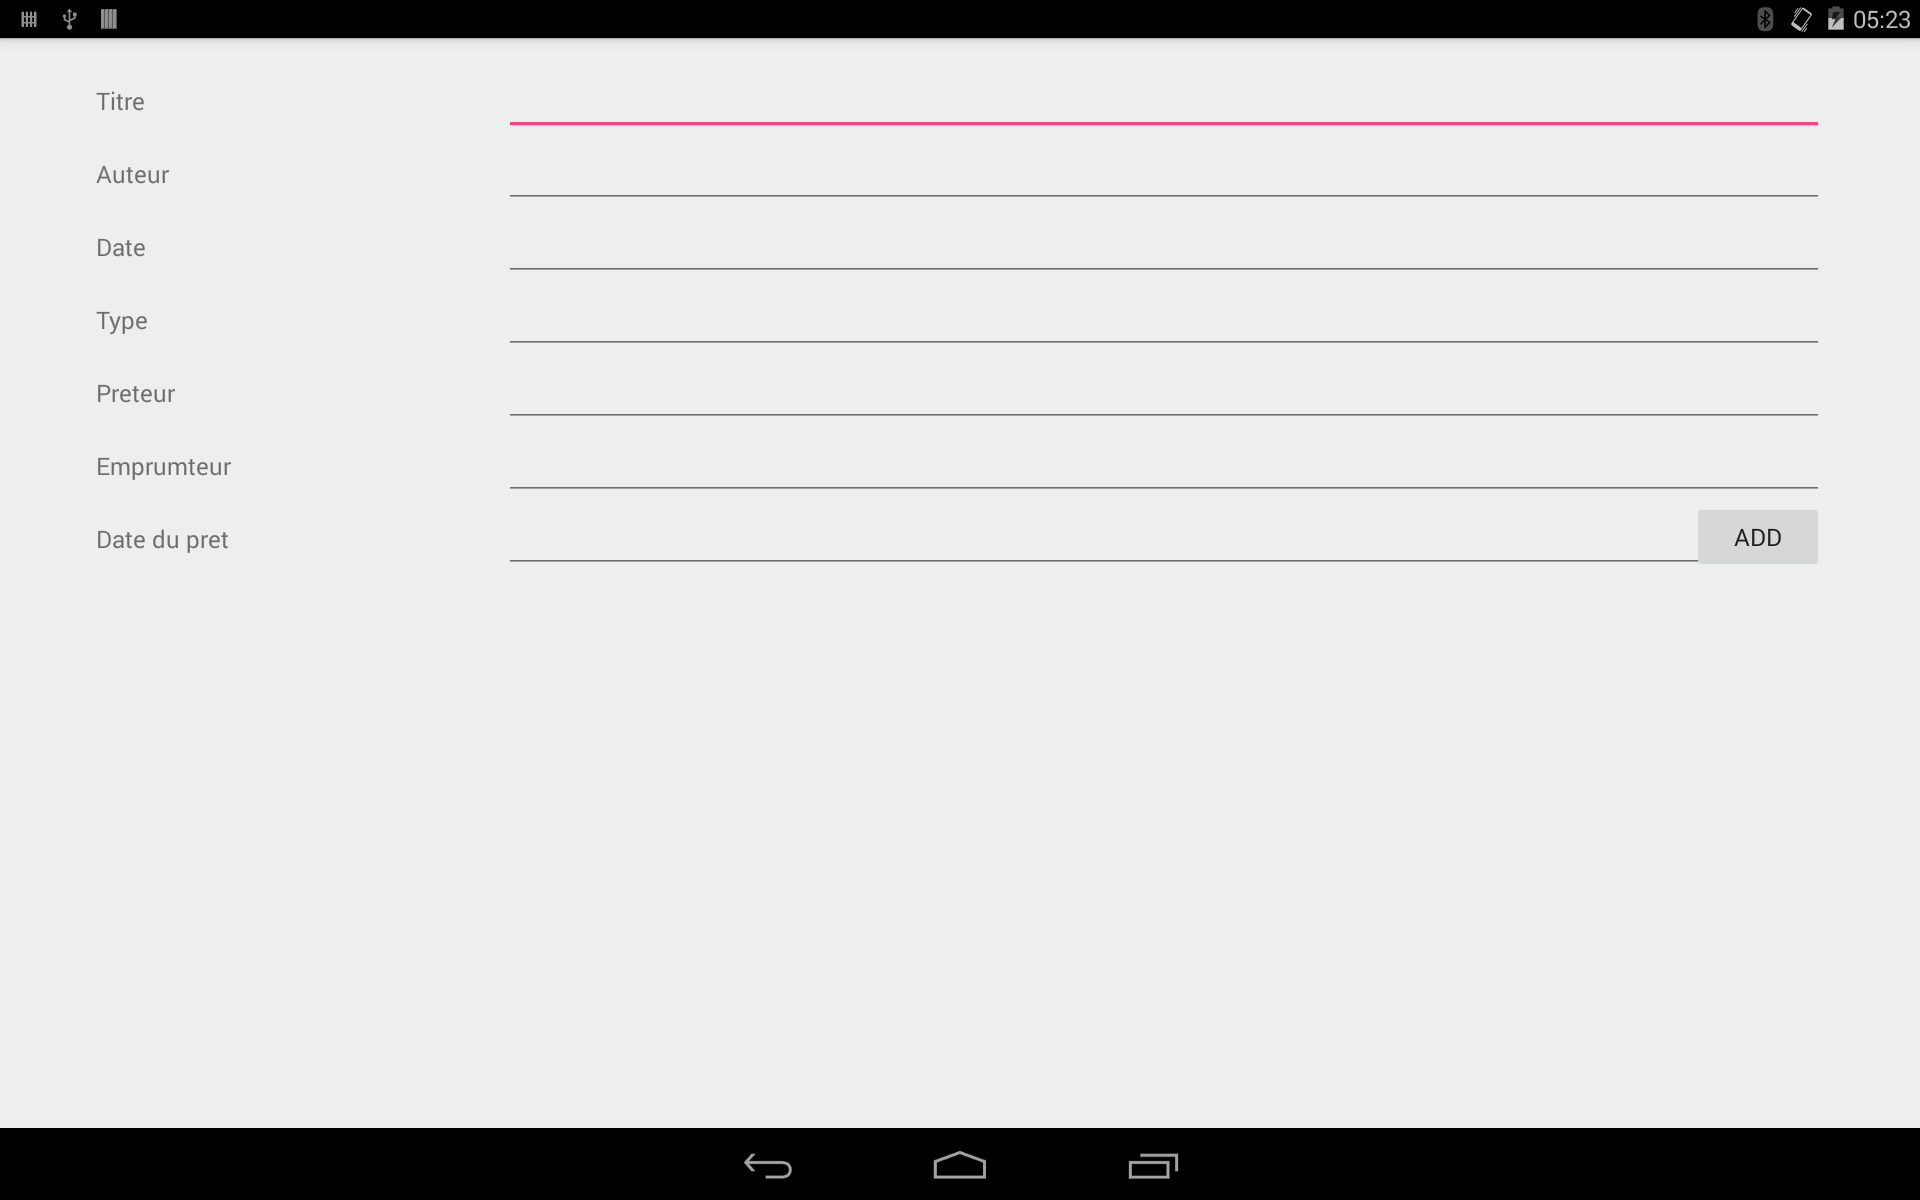 05:23
Titre
Auteur
Date
Type
Preteur
Emprumteur
Date du pret
ADD